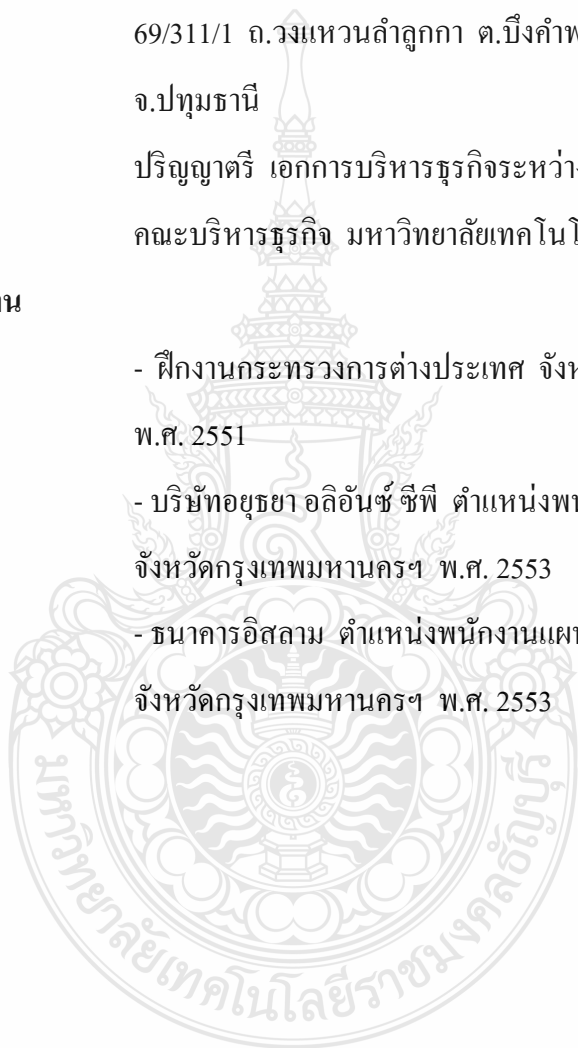 69/311/1 ถ.วงแหวนลำลูกกา ต.บึงคำพ
จ.ปทุมธานี
ปริญญาตรี เอกการบริหารธุรกิจระหว่าง
คณะบริหารธุรกิจ มหาวิทยาลัยเทคโนโ
าน
- ฝึกงานกระทรวงการต่างประเทศ จังห
พ.ศ. 2551
- บริษัทอยุธยา อลิอันซ์ ซีพี ตำแหน่งพน
จังหวัดกรุงเทพมหานครฯ พ.ศ. 2553
- ธนาคารอิสลาม ตำแหน่งพนักงานแผน
จังหวัดกรุงเทพมหานครฯ พ.ศ. 2553
มหาวิทยาลัยเทคโนโลยีราชมงคลธัญบุรี